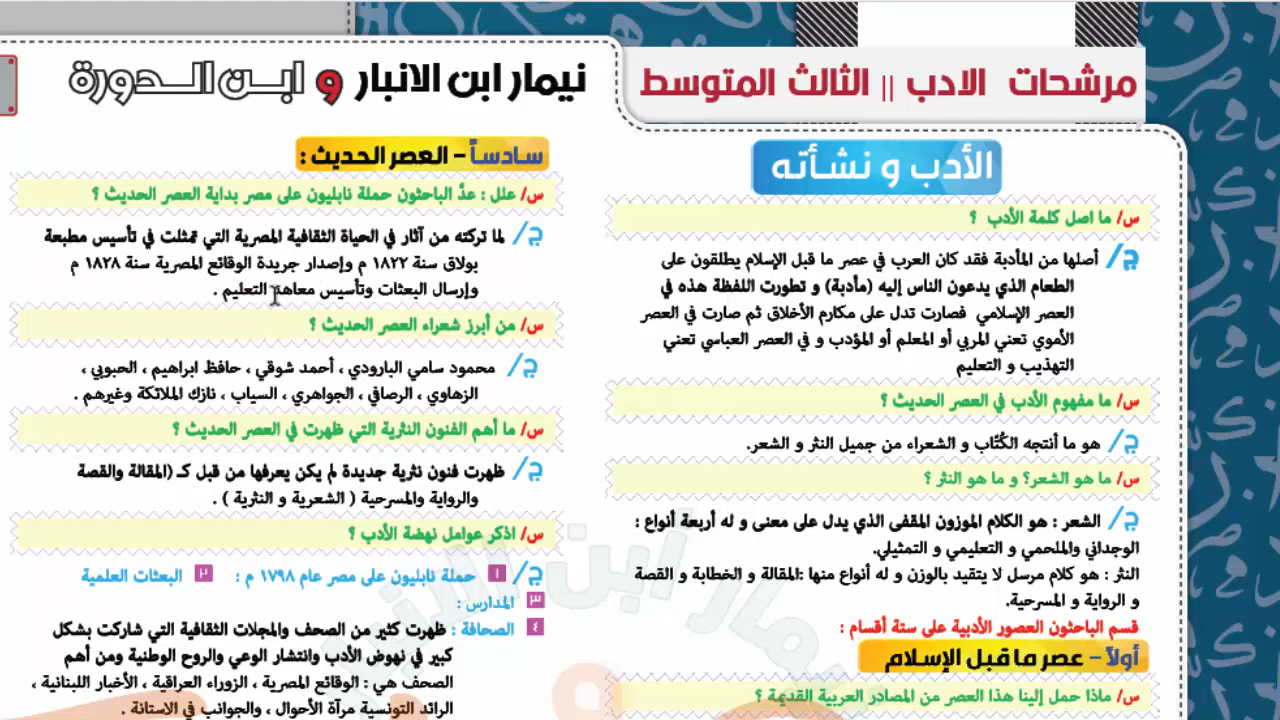 مرشحات الادب || الثالث المتوسط
نيمار ابن الانبار و ابن الدورة
الأدب و نشأته
س/ ما اصل كلمة الأدب ؟
ج/ أصلها من المأدبة فقد كان العرب في عصر ما قبل الإسلام يطلقون على
الطعام الذي يدعون الناس إليه (مأدبة) و تطورت اللفظة هذه في
العصر الإسلامي فصارت تدل على مكارم الأخلاق ثم صارت في العصر
الأموي تعني المربي أو المعلم أو المؤدب و في العصر العباسي تعني
التهذيب و التعليم
س/ ما مفهوم الأدب في العصر الحديث ؟
ج/ هو ما أنتجه الكُتّاب و الشعراء من جميل النثر و الشعر.
س/ ما هو الشعر؟ و ما هو النثر ؟
ج/ الشعر : هو الكلام الموزون المقفى الذي يدل على معنى و له أربعة أنواع :
الوجداني والملحمي و التعليمي و التمثيلي.
النثر : هو كلام مرسل لا يتقيد بالوزن و له أنواع منها :المقالة و الخطابة و القصة
و الرواية و المسرحية.
قسم الباحثون العصور الأدبية على ستة أقسام :
أولاً - عصر ما قبل الإسلام
س/ ماذا حمل إلينا هذا العصر من المصادر العربية القديمة ؟
سادساً - العصر الحديث :
س/ علل : عدَّ الباحثون حملة نابليون على مصر بداية العصر الحديث ؟
ج/ لما تركته من آثار في الحياة الثقافية المصرية التي تمثلت في تأسيس مطبعة
بولاق سنة ١٨٢٢ م وإصدار جريدة الوقائع المصرية سنة ١٨٢٨ م
وإرسال البعثات وتأسيس معاهد التعليم .
س/ من أبرز شعراء العصر الحديث ؟
ج/ محمود سامي البارودي ، أحمد شوقي ، حافظ ابراهيم ، الحبوبي ،
الزهاوي ، الرصافي ، الجواهري ، السياب ، نازك الملائكة وغيرهم .
س/ ما أهم الفنون النثرية التي ظهرت في العصر الحديث ؟
ج/ ظهرت فنون نثرية جديدة لم يكن يعرفها من قبل كـ (المقالة والقصة
والرواية والمسرحية ( الشعرية و النثرية ) .
س/ اذكر عوامل نهضة الأدب ؟
ج/ ١ حملة نابليون على مصر عام ١٧٩٨ م : ٢ البعثات العلمية
٣ المدارس :
٤ الصحافة : ظهرت كثير من الصحف والمجلات الثقافية التي شاركت بشكل
كبير في نهوض الأدب وانتشار الوعي والروح الوطنية ومن أهم
الصحف هي : الوقائع المصرية ، الزوراء العراقية ، الأخبار اللبنانية ،
الرائد التونسية مرآة الأحوال ، والجوانب في الاستانة .